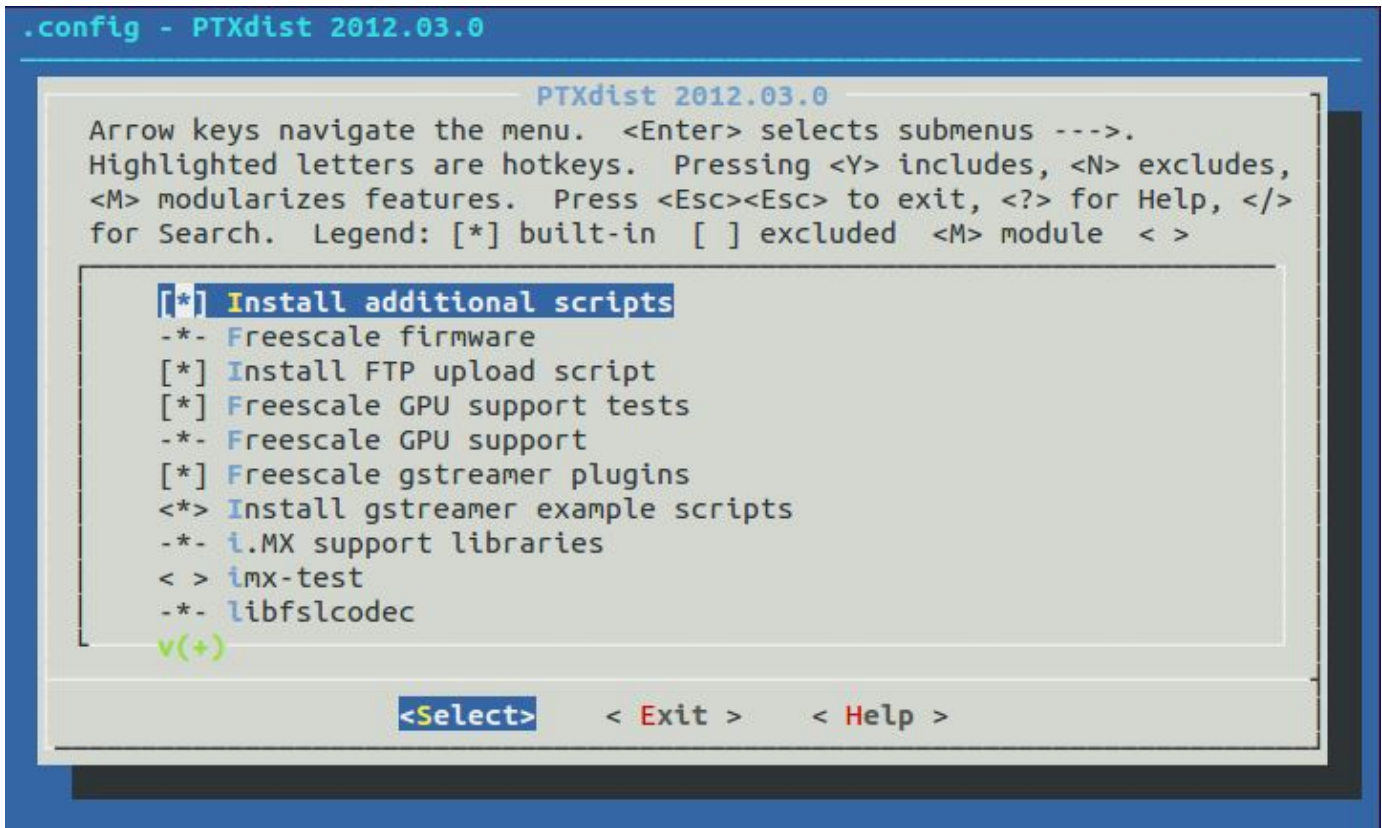 .config - PTXdist 2012.03.0
PTXdist 2012.03.0
Arrow keys navigate the menu.  <Enter> selects submenus --->.
Highlighted letters are hotkeys.  Pressing <Y> includes, <N> excludes,
<M> modularizes features.  Press <Esc><Esc> to exit, <?> for Help, </>
for Search.  Legend: [*] built-in  [ ] excluded  <M> module  < >
[*] Install additional scripts
-*- Freescale firmware
[*] Install FTP upload script
[*] Freescale GPU support tests
-*- Freescale GPU support
[*] Freescale gstreamer plugins
<*> Install gstreamer example scripts
-*- i.MX support libraries
< > imx-test
-*- libfslcodec
v(+)
<Select>    < Exit >    < Help >